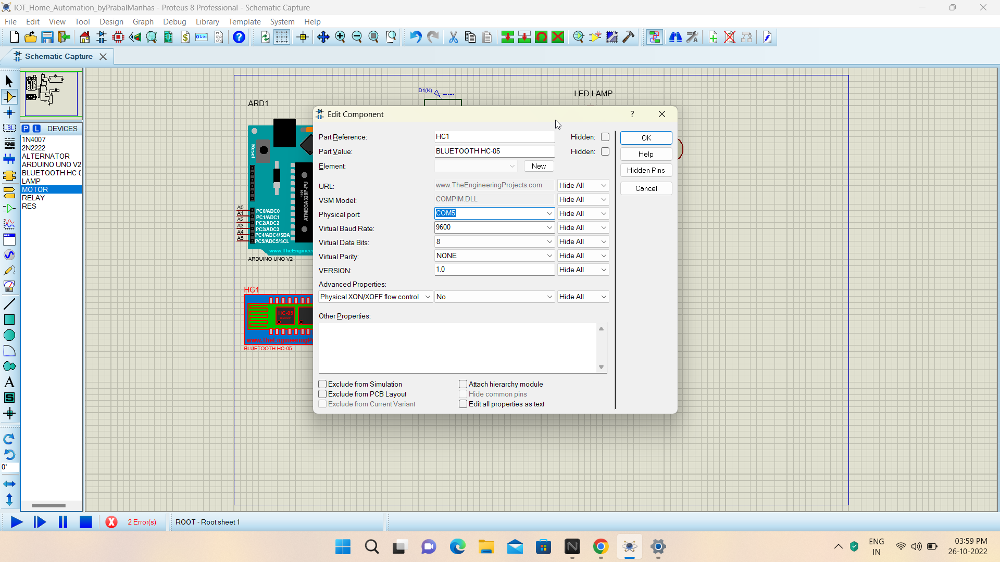 IOT_Home_Automation_byPrabalManhas - Proteus 8 Professional - Schematic Capture
File Edit View Tool Design Graph Debug Library Template System Help
Schematic Capture
P L DEVICES
1N4007
2N2222
ALTERNATOR
ARDUINO UNO V2
BLUETOOTH HC-0
LAMP
MOTOR
RELAY
RES
LBL
A
S
0°
ARD1
D1(K)
LED LAMP
Reset
1121
ATMEGA328P-PU
A0 PC0/ADC0
A1 PC1/ADC1
A2 PC2/ADC2
A3 PC3/ADC3
A4 PC4/ADC4/SDA
A5 PC5/ADC5/SCL
www.TheEnginee
ARDUINO UNO V2
HC1
HC-05
www.TheEngineeringP
BLUETOOTH HC-05
Edit Component ?
Part Reference: HC1 Hidden: OK
Part Value: BLUETOOTH HC-05 Hidden: Help
Element: New Hidden Pins
URL: www.TheEngineeringProjects.com Hide All Cancel
VSM Model: COMPIM.DLL Hide All
Physical port: COM5 Hide All
Virtual Baud Rate: 9600 Hide All
Virtual Data Bits: 8 Hide All
Virtual Parity: NONE Hide All
VERSION: 1.0 Hide All
Advanced Properties:
Physical XON/XOFF flow control No Hide All
Other Properties:
Exclude from Simulation Attach hierarchy module
Exclude from PCB Layout Hide common pins
Exclude from Current Variant Edit all properties as text
2 Error(s) ROOT - Root sheet 1
ENG
IN
03:59 PM
26-10-2022